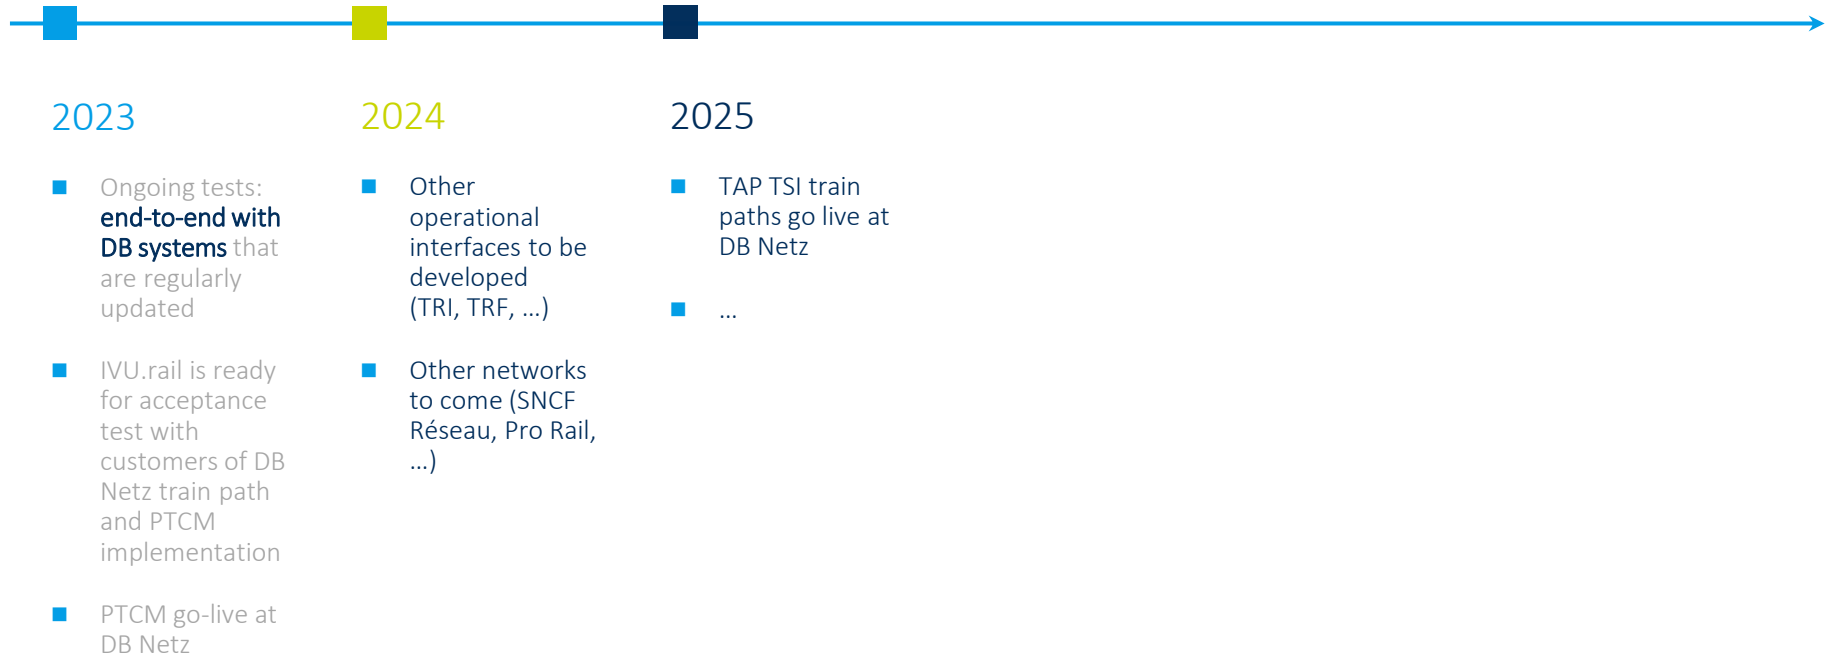 2023
Ongoing tests:
end-to-end with
DB systems that
are regularly
updated
IVU.rail is ready
for acceptance
test with
customers of DB
Netz train path
and PTCM
implementation
PTCM go-live at
DB Netz
2024
Other
operational
interfaces to be
developed
(TRI, TRF, ...)
Other networks
to come (SNCF
Réseau, Pro Rail,
...)
2025
TAP TSI train
paths go live at
DB Netz
...